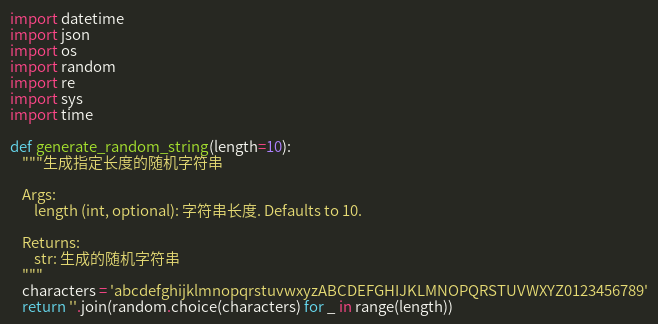 import datetime
import json
import os
import random
import re
import sys
import time

def generate_random_string(length=10):
    """生成指定长度的随机字符串

    Args:
        length (int, optional): 字符串长度. Defaults to 10.

    Returns:
        str: 生成的随机字符串
    """
    characters = 'abcdefghijklmnopqrstuvwxyzABCDEFGHIJKLMNOPQRSTUVWXYZ0123456789'
    return ''.join(random.choice(characters) for _ in range(length))